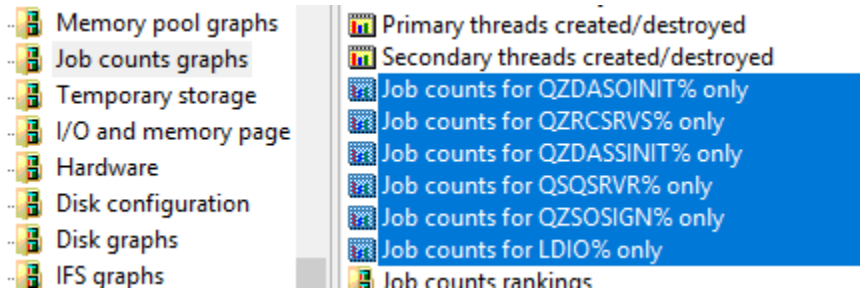 Memory pool graphs
Job counts graphs
Temporary storage
I/O and memory page
Hardware
Disk configuration
Disk graphs
IFS graphs
Primary threads created/destroyed
Secondary threads created/destroyed
Job counts for QZDASOINIT% only
Job counts for QZRCSRVS% only
Job counts for QZDASSINIT% only
Job counts for QSQSRVR% only
Job counts for QZSOSIGN% only
Job counts for LDIO% only
Job counts rankings